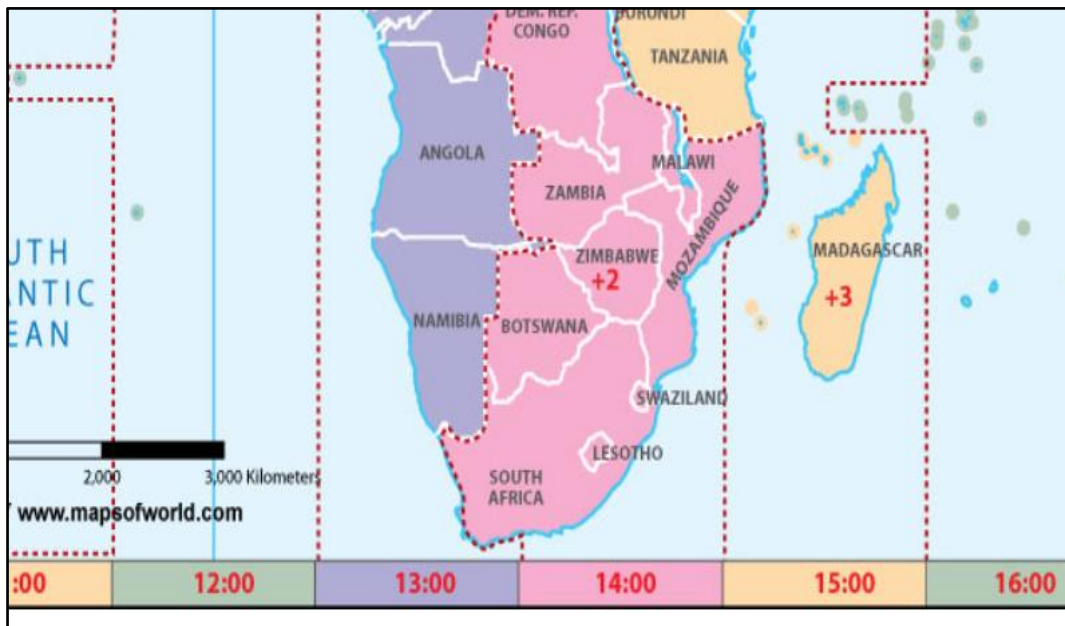 DEM. REP.
CONGO
BURUNDI
TANZANIA
ANGOLA
MALAWI
ZAMBIA
MOZAMBIQUE
ZIMBABWE
+2
MADAGASCAR
+3
UTH
ANTIC
EAN
NAMIBIA
BOTSWANA
SWAZILAND
LESOTHO
SOUTH
AFRICA
2,000 3,000 Kilometers
www.mapsofworld.com
:00 12:00 13:00 14:00 15:00 16:00